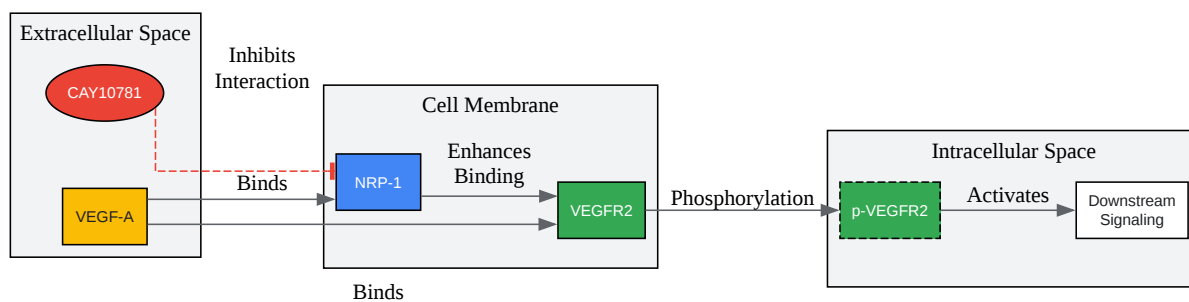 Extracellular Space
CAY10781
VEGF-A
Inhibits
Interaction
Binds
Cell Membrane
NRP-1
Enhances
Binding
VEGFR2
Binds
Phosphorylation
Intracellular Space
p-VEGFR2
Activates
Downstream
Signaling